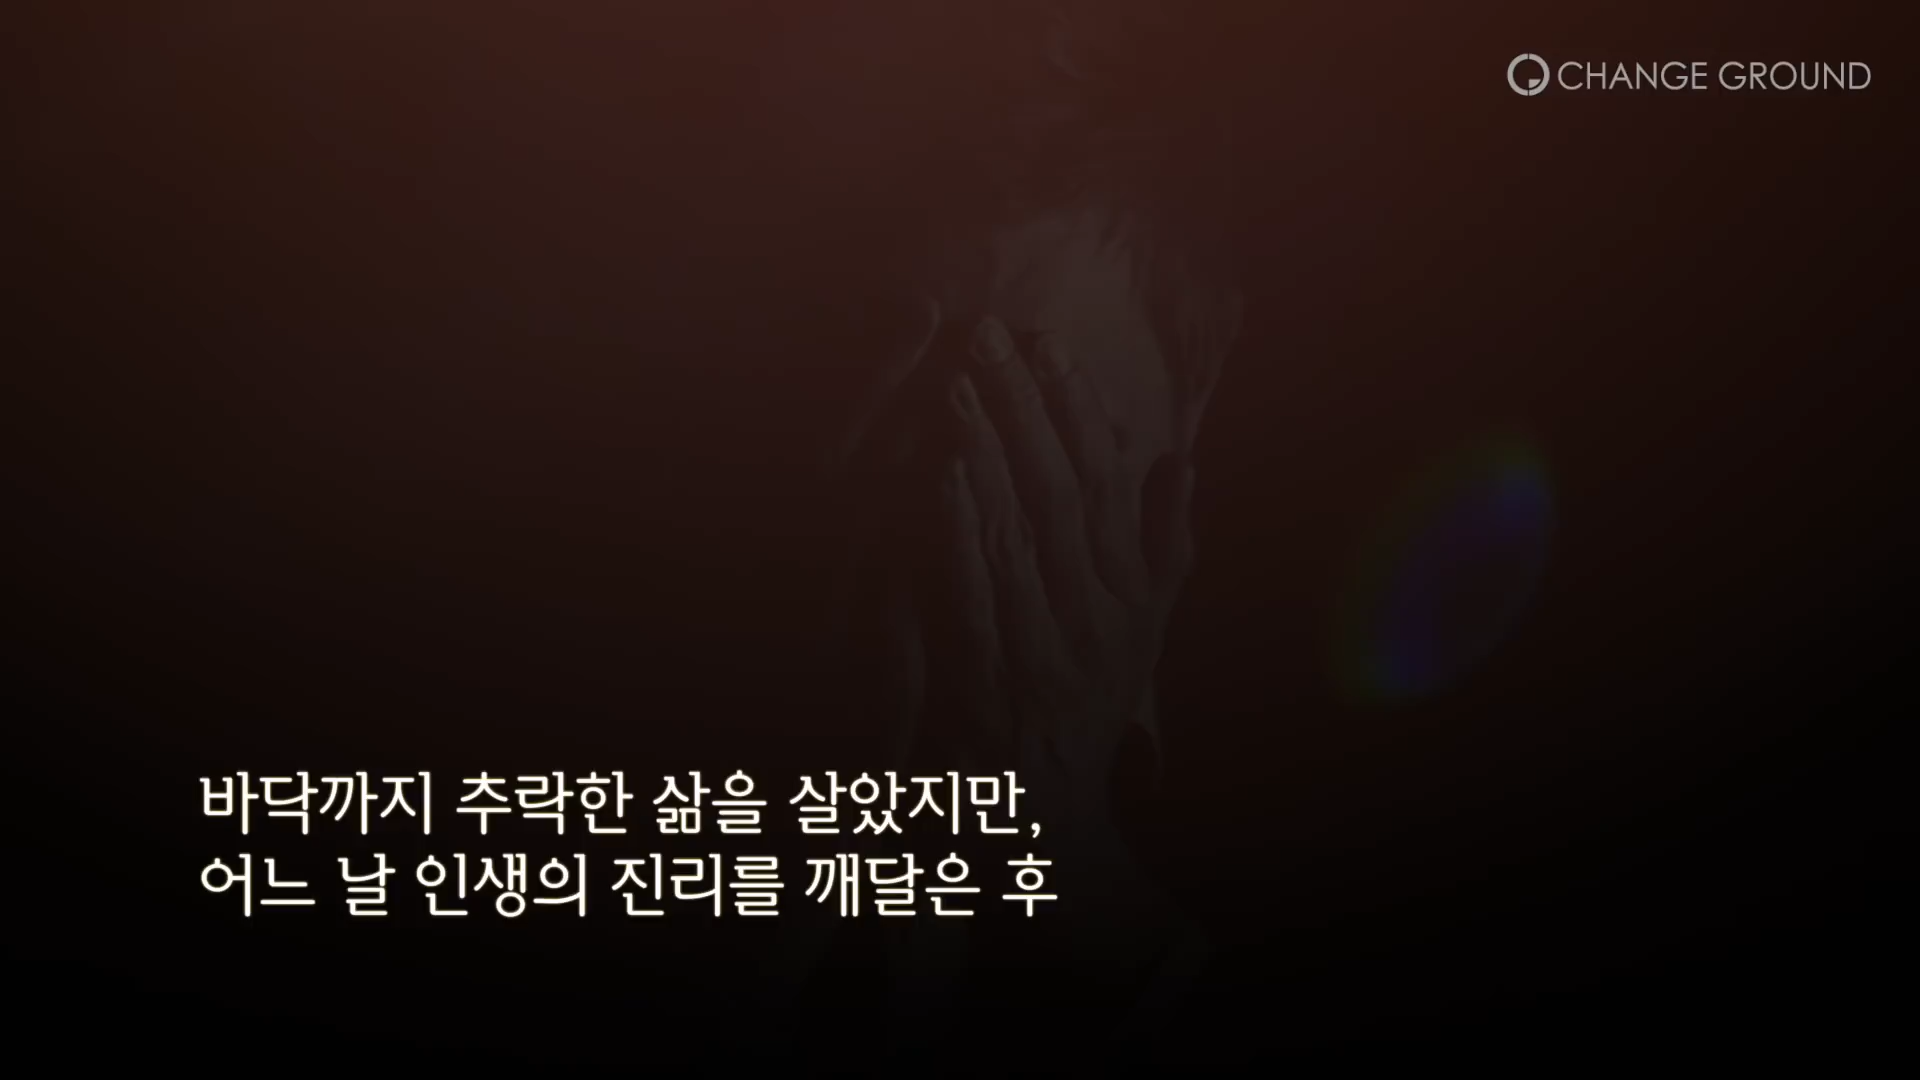 CHANGE GROUND
바닥까지 추락한 삶을 살았지만,
어느 날 인생의 진리를 깨달은 후